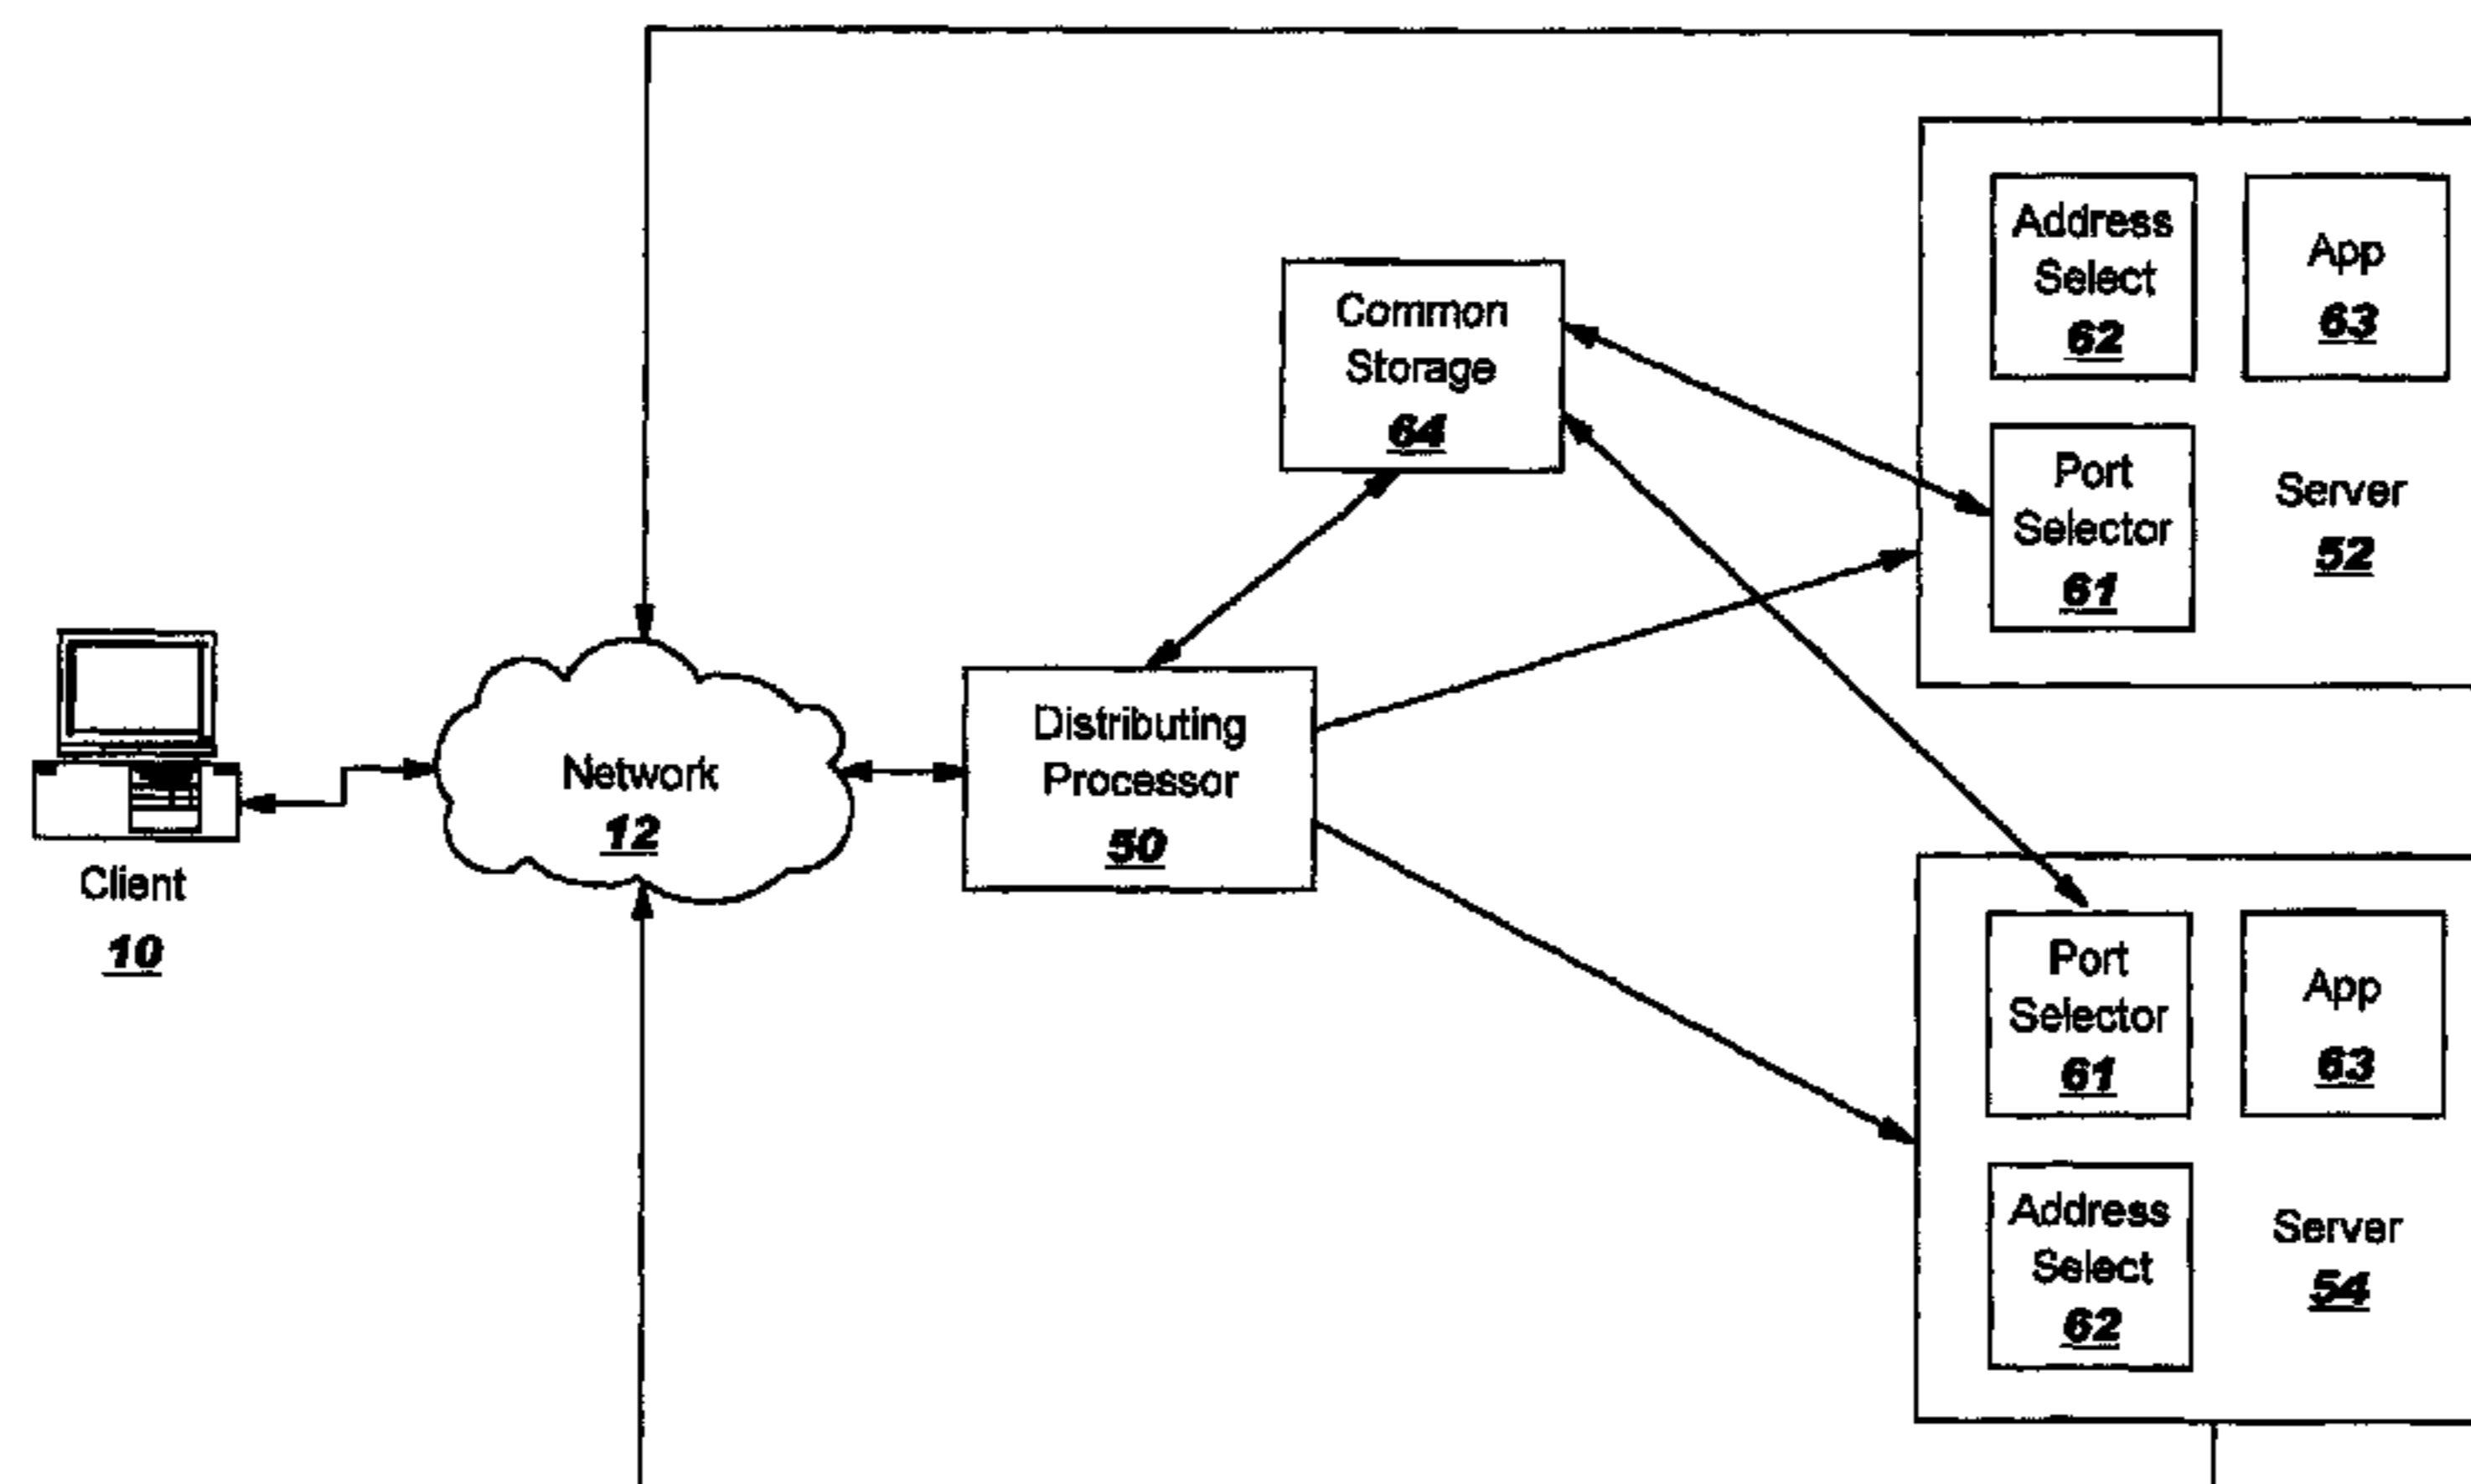 Address
Select
62
App
63
Common
Storage
64
Port
Selector
61
Server
52
Distributing
Processor
50
Network
12
Client
10
Port
Selector
61
App
63
Address
Select
62
Server
54